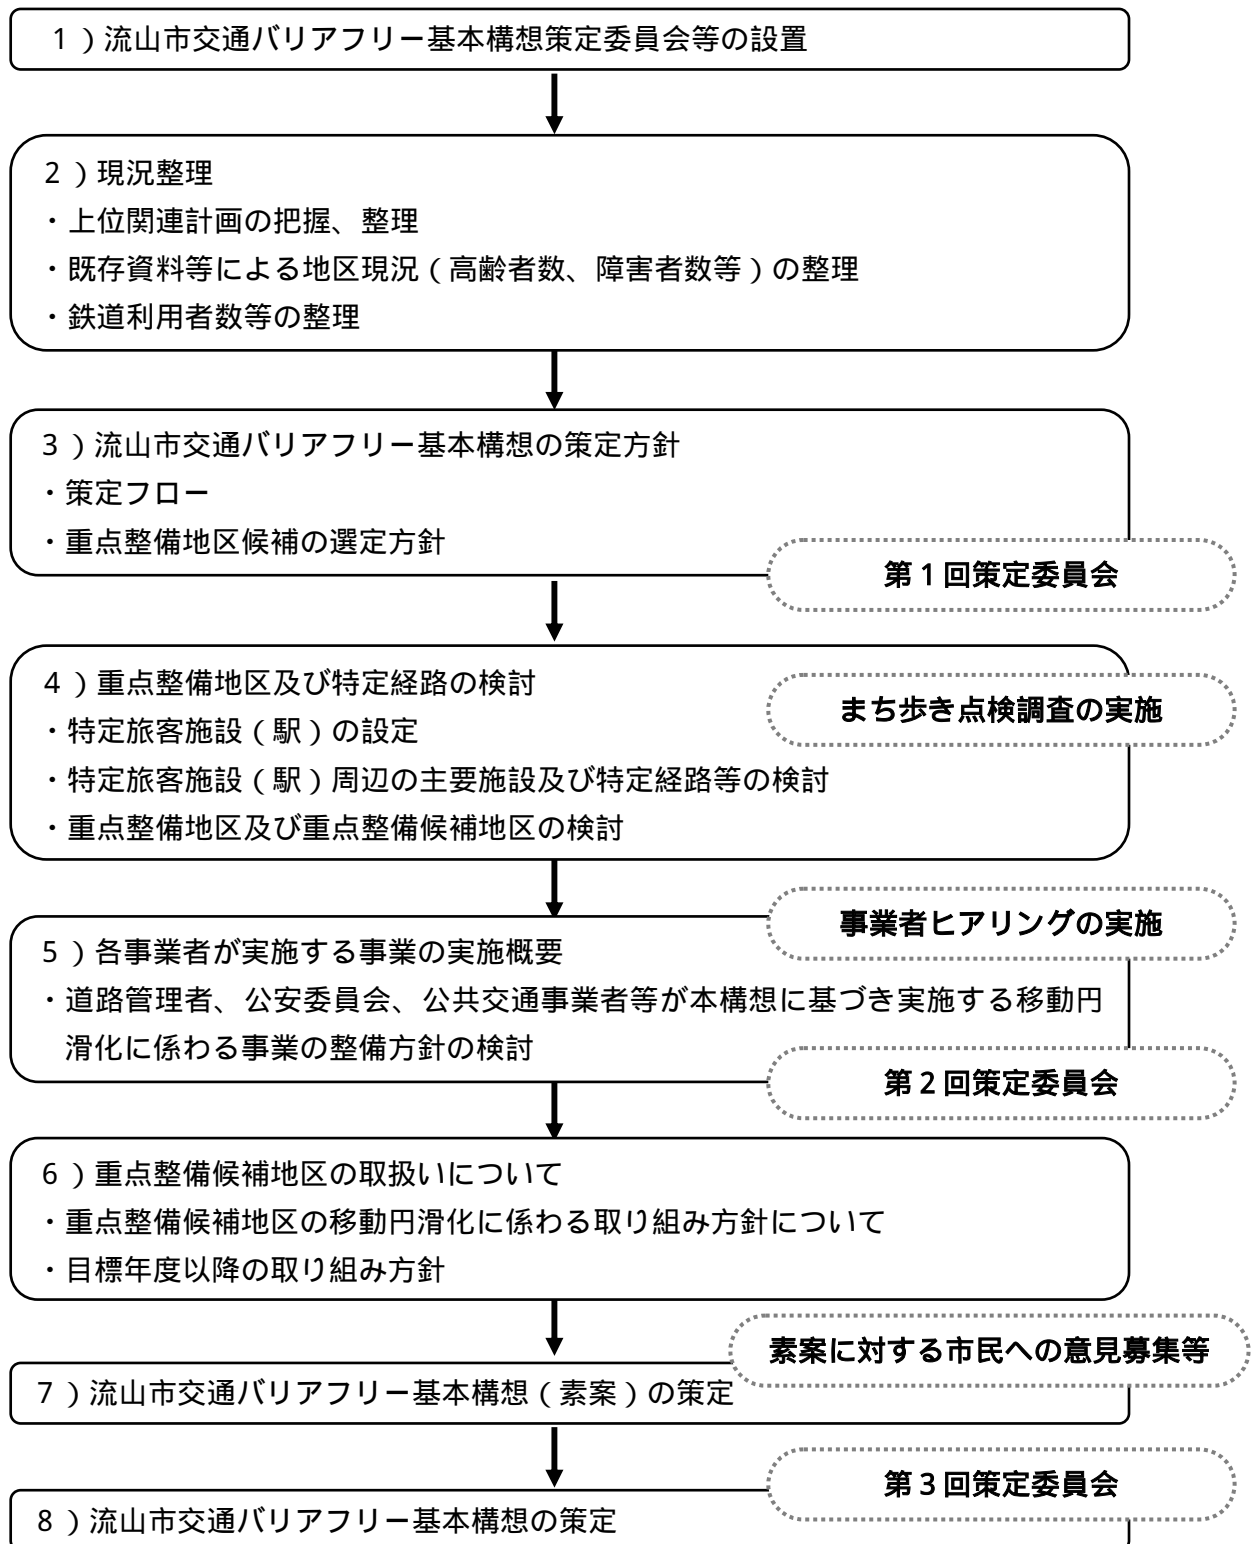 1）流山市交通バリアフリー基本構想策定委員会等の設置
2）現況整理
・上位関連計画の把握、整理
・既存資料等による地区現況（高齢者数、障害者数等）の整理
・鉄道利用者数等の整理
3）流山市交通バリアフリー基本構想の策定方針
・策定フロー
・重点整備地区候補の選定方針
第1回策定委員会
4）重点整備地区及び特定経路の検討
まち歩き点検調査の実施
・特定旅客施設（駅）の設定
・特定旅客施設（駅）周辺の主要施設及び特定経路等の検討
・重点整備地区及び重点整備候補地区の検討
事業者ヒアリングの実施
5）各事業者が実施する事業の実施概要
・道路管理者、公安委員会、公共交通事業者等が本構想に基づき実施する移動円
滑化に係わる事業の整備方針の検討
第2回策定委員会
6）重点整備候補地区の取扱いについて
・重点整備候補地区の移動円滑化に係わる取り組み方針について
・目標年度以降の取り組み方針
素案に対する市民への意見募集等
7）流山市交通バリアフリー基本構想（素案）の策定
第3回策定委員会
8）流山市交通バリアフリー基本構想の策定